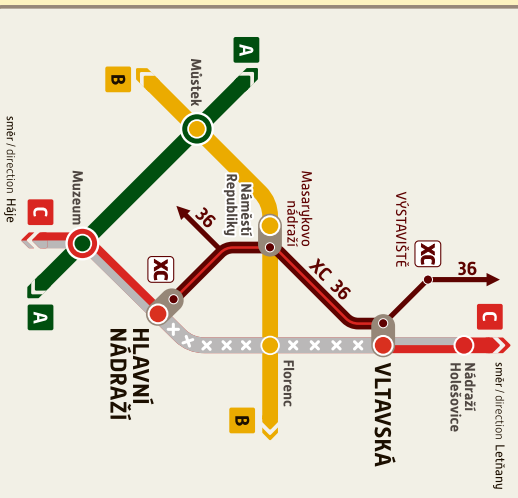 A
B
Můstek
směr / direction Háje
C
Muzeum
A
36
XC
Náměstí
Republiky
Masarykovo
nádraží
XC 36
VÝSTAVIŠTĚ
XC
36
C
směr / direction Letňany
Nádraží
Holešovice
VLTAVSKÁ
Florenc
B
HLAVNÍ
NÁDRAŽÍ